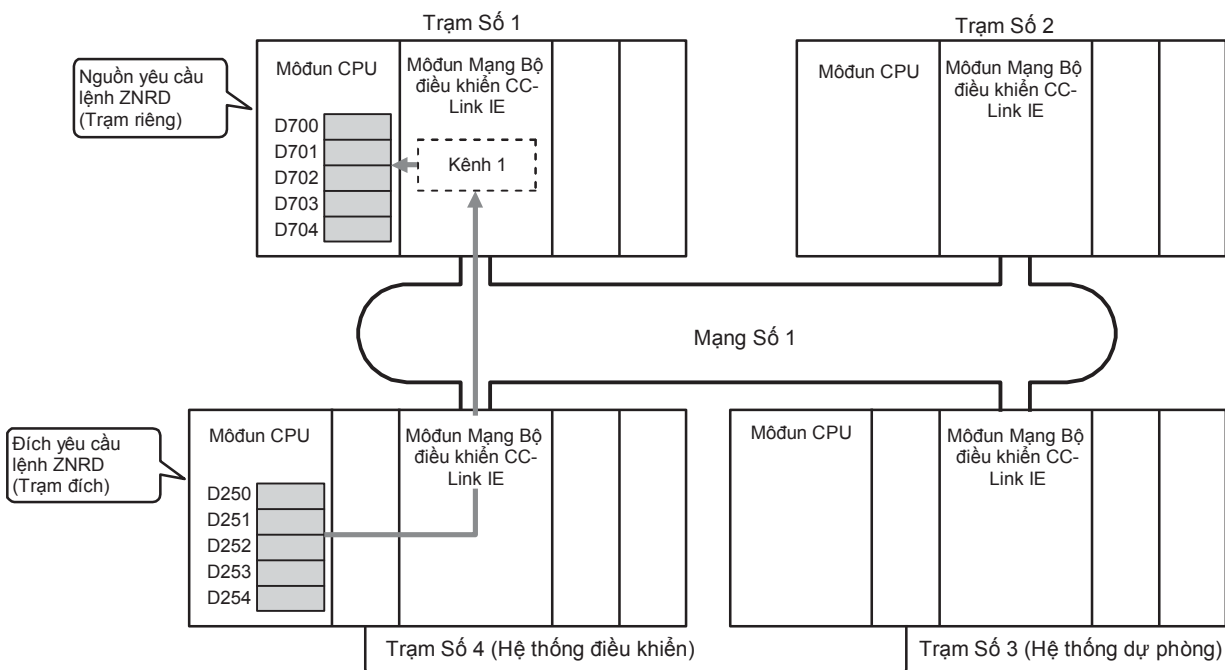 Trạm Số 1
Trạm Số 2
Nguồn yêu cầu
lệnh ZNRD
(Trạm riêng)
Môđun CPU
Môđun Mạng Bộ
điều khiển CC-
Link IE
D700
D701
D702
D703
D704
Kênh 1
Môđun CPU
Môđun Mạng Bộ
điều khiển CC-
Link IE
Mạng Số 1
Đích yêu cầu
lệnh ZNRD
(Trạm đích)
Môđun CPU
Môđun Mạng Bộ
điều khiển CC-
Link IE
D250
D251
D252
D253
D254
Môđun CPU
Môđun Mạng Bộ
điều khiển CC-
Link IE
Trạm Số 4 (Hệ thống điều khiển)
Trạm Số 3 (Hệ thống dự phòng)